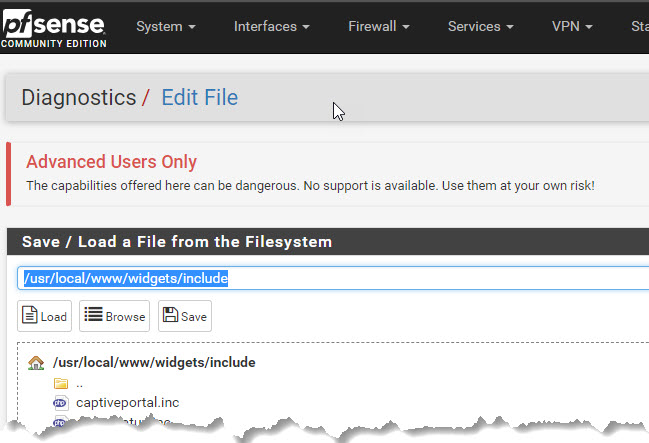 pfsense
COMMUNITY EDITION
System Interfaces Firewall Services VPN
Diagnostics / Edit File
Advanced Users Only
The capabilities offered here can be dangerous. No support is available. Use them at your own risk!
Save / Load a File from the Filesystem
/usr/local/www/widgets/include
Load Browse Save
/usr/local/www/widgets/include
..
php captiveportal.inc
php